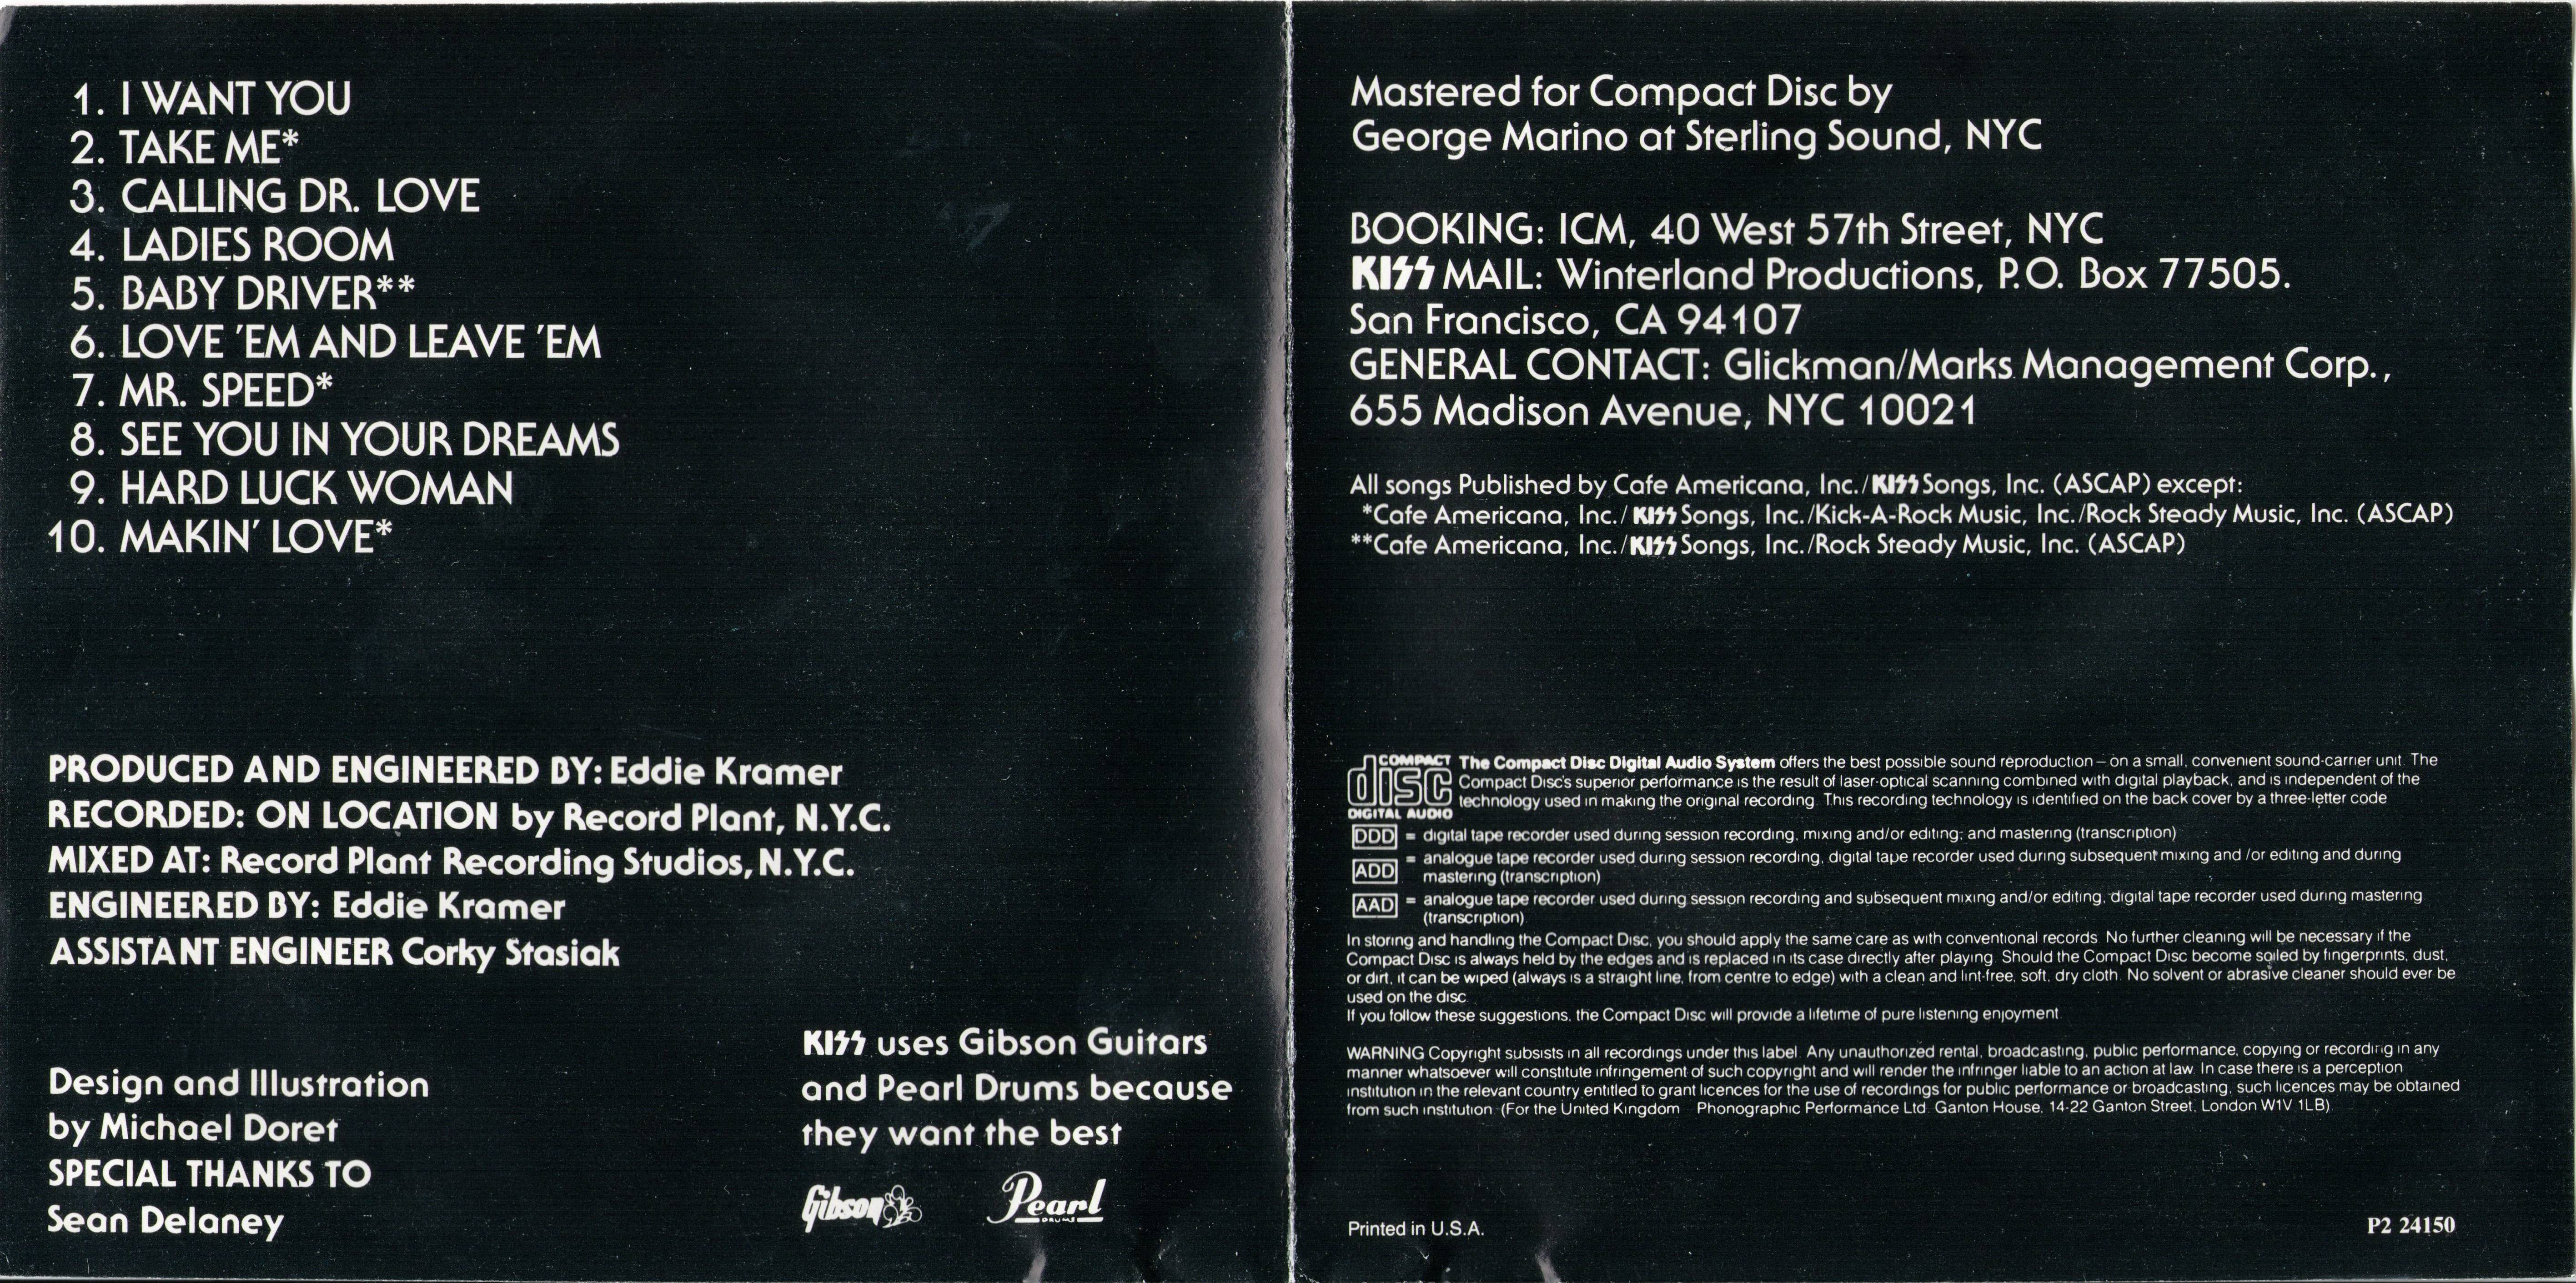 1. I WANT YOU
2. TAKE ME*
3. CALLING DR. LOVE
4. LADIES ROOM
5. BABY DRIVER**
6. LOVE 'EM AND LEAVE 'EM
7. MR. SPEED*
8. SEE YOU IN YOUR DREAMS
9. HARD LUCK WOMAN
10. MAKIN' LOVE*
PRODUCED AND ENGINEERED BY: Eddie Kramer
RECORDED: ON LOCATION by Record Plant, N.Y.C.
MIXED AT: Record Plant Recording Studios, N.Y.C.
ENGINEERED BY: Eddie Kramer
ASSISTANT ENGINEER Corky Stasiak
Design and Illustration
by Michael Doret
SPECIAL THANKS TO
Sean Delaney
KISS uses Gibson Guitars
and Pearl Drums because
they want the best
Gibson
Pearl
DRUMS
Mastered for Compact Disc by
George Marino at Sterling Sound, NYC
BOOKING: ICM, 40 West 57th Street, NYC
KISS MAIL: Winterland Productions, P.O. Box 77505.
San Francisco, CA 94107
GENERAL CONTACT: Glickman/Marks Management Corp.,
655 Madison Avenue, NYC 10021
All songs Published by Cafe Americana, Inc./KISS Songs, Inc. (ASCAP) except:
*Cafe Americana, Inc./KISS Songs, Inc./Kick-A-Rock Music, Inc./Rock Steady Music, Inc. (ASCAP)
**Cafe Americana, Inc./KISS Songs, Inc./Rock Steady Music, Inc. (ASCAP)
COMPACT
disc
DIGITAL AUDIO
The Compact Disc Digital Audio System offers the best possible sound reproduction – on a small, convenient sound-carrier unit. The
Compact Disc's superior performance is the result of laser-optical scanning combined with digital playback, and is independent of the
technology used in making the original recording. This recording technology is identified on the back cover by a three-letter code
DDD = digital tape recorder used during session recording, mixing and/or editing; and mastering (transcription)
ADD = analogue tape recorder used during session recording, digital tape recorder used during subsequent mixing and /or editing and during
mastering (transcription)
AAD = analogue tape recorder used during session recording and subsequent mixing and/or editing, digital tape recorder used during mastering
(transcription)
In storing and handling the Compact Disc, you should apply the same care as with conventional records. No further cleaning will be necessary if the
Compact Disc is always held by the edges and is replaced in its case directly after playing. Should the Compact Disc become soiled by fingerprints, dust,
or dirt, it can be wiped (always is a straight line, from centre to edge) with a clean and lint-free, soft, dry cloth. No solvent or abrasive cleaner should ever be
used on the disc.
If you follow these suggestions, the Compact Disc will provide a lifetime of pure listening enjoyment.
WARNING Copyright subsists in all recordings under this label. Any unauthorized rental, broadcasting, public performance, copying or recording in any
manner whatsoever will constitute infringement of such copyright and will render the infringer liable to an action at law. In case there is a perception
institution in the relevant country entitled to grant licences for the use of recordings for public performance or broadcasting, such licences may be obtained
from such institution. (For the United Kingdom Phonographic Performance Ltd. Ganton House, 14-22 Ganton Street, London W1V 1LB)
Printed in U.S.A.
P2 24150